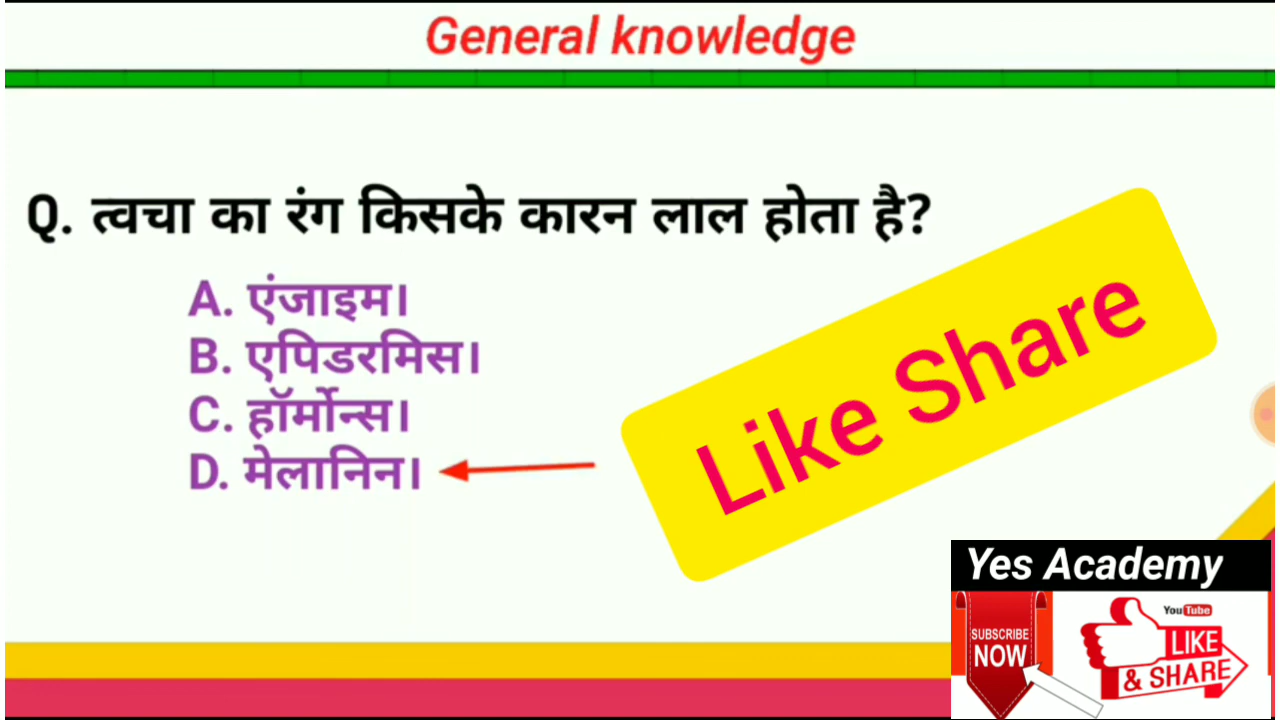 General knowledge
Q. त्वचा का रंग किसके कारन लाल होता है?
A. एंजाइम।
B. एपिडरमिस।
C. हॉर्मोन्स।
D. मेलानिन।
Like Share
Yes Academy
SUBSCRIBE
NOW
YouTube
LIKE
& SHARE